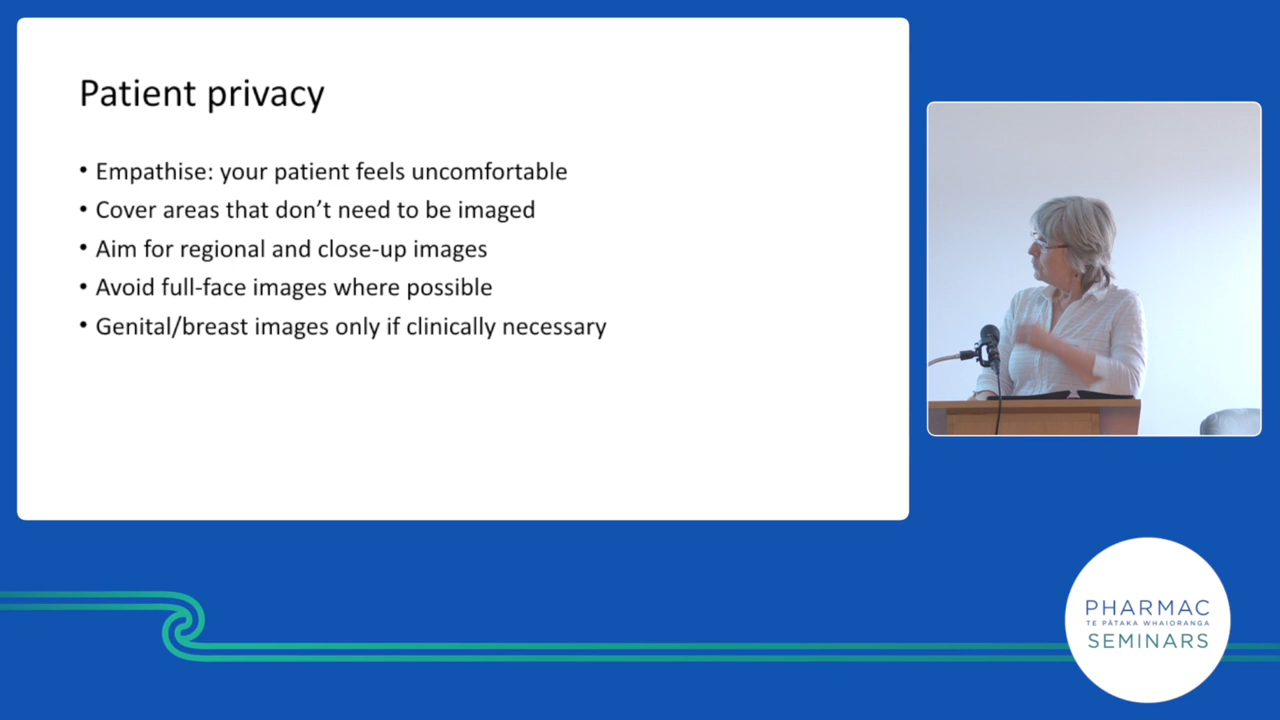 Patient privacy
• Empathise: your patient feels uncomfortable
• Cover areas that don’t need to be imaged
• Aim for regional and close-up images
• Avoid full-face images where possible
• Genital/breast images only if clinically necessary
PHARMAC
TE PĀTAKA WHAIORANGA
SEMINARS